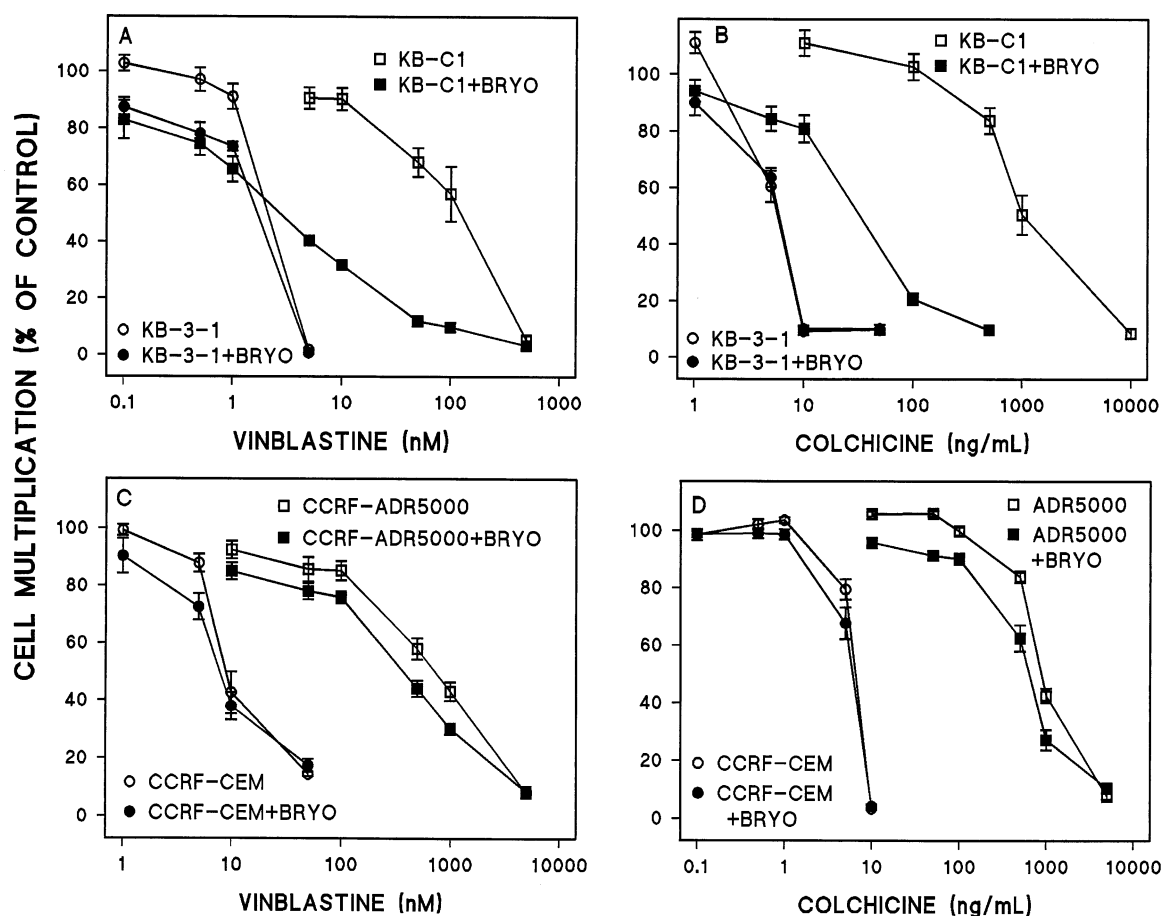 CELL MULTIPLICATION (% OF CONTROL)
A
KB-C1
KB-C1+BRYO
KB-3-1
KB-3-1+BRYO
100
80
60
40
20
0
0.1 1 10 100 1000
VINBLASTINE (nM)
B
KB-C1
KB-C1+BRYO
KB-3-1
KB-3-1+BRYO
100
80
60
40
20
0
1 10 100 1000 10000
COLCHICINE (ng/mL)
C
CCRF-ADR5000
CCRF-ADR5000+BRYO
CCRF-CEM
CCRF-CEM+BRYO
100
80
60
40
20
0
1 10 100 1000 10000
VINBLASTINE (nM)
D
ADR5000
ADR5000
+BRYO
CCRF-CEM
CCRF-CEM
+BRYO
100
80
60
40
20
0
0.1 1 10 100 1000 10000
COLCHICINE (ng/mL)